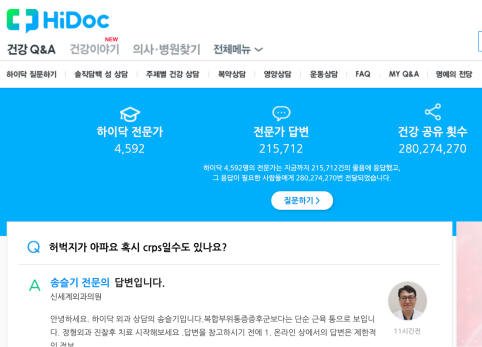 HiDoc
건강 Q&A
건강이야기
NEW
의사·병원찾기
전체메뉴
하이닥 질문하기
솔직담백 성 상담
주제별 건강 상담
복약상담
영양상담
운동상담
FAQ
MY Q&A
명예의 전당
하이닥 전문가
4,592
전문가 답변
215,712
건강 공유 횟수
280,274,270
하이닥 4,592명의 전문가는 지금까지 215,712건의 물음에 응답했고,
그 응답이 필요한 사람들에게 280,274,270번 전달되었습니다.
질문하기 >
Q 허벅지가 아파요 혹시 crps일수도 있나요?
A 송슬기 전문의 답변입니다.
신세계외과의원
안녕하세요. 하이닥 외과 상담의 송슬기입니다.복합부위통증증후군보다는 단순 근육 통으로 보입니
다. 정형외과 진찰후 치료 시작해보세요 .답변을 참고하시기 전에 1. 온라인 상에서의 답변은 제한적
인 정보
11시간전